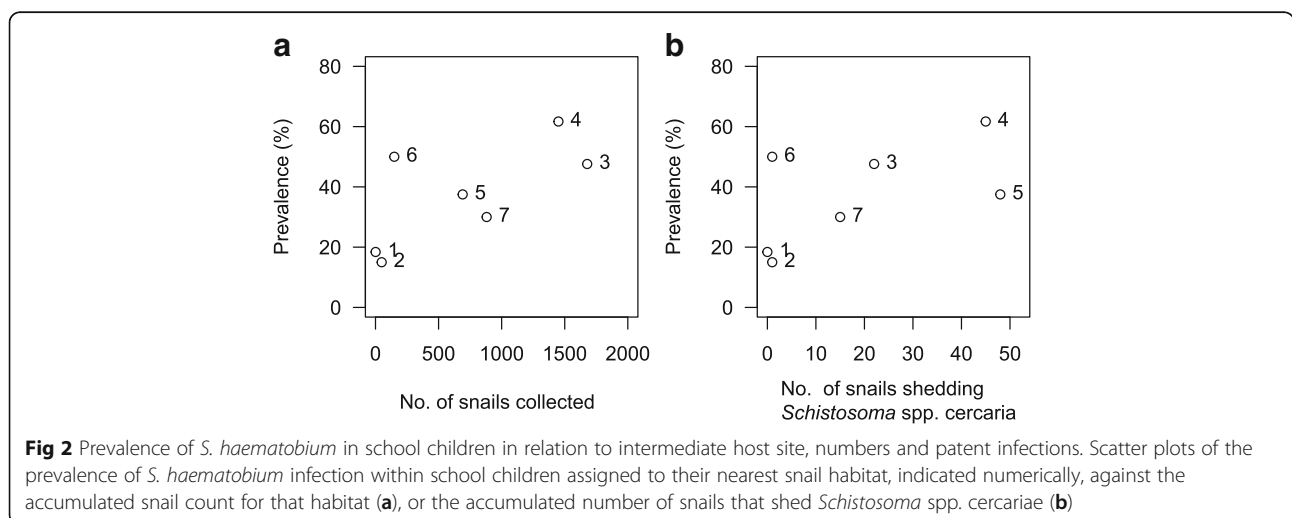 a
b
80
60
40
20
0
Prevalence (%)
4
6
3
5
7
1
2
0 500 1000 1500 2000
No. of snails collected
80
60
40
20
0
Prevalence (%)
4
6
3
5
7
1
2
0 10 20 30 40 50
No. of snails shedding
Schistosoma spp. cercaria
Fig 2 Prevalence of S. haematobium in school children in relation to intermediate host site, numbers and patent infections. Scatter plots of the
prevalence of S. haematobium infection within school children assigned to their nearest snail habitat, indicated numerically, against the
accumulated snail count for that habitat (a), or the accumulated number of snails that shed Schistosoma spp. cercariae (b)